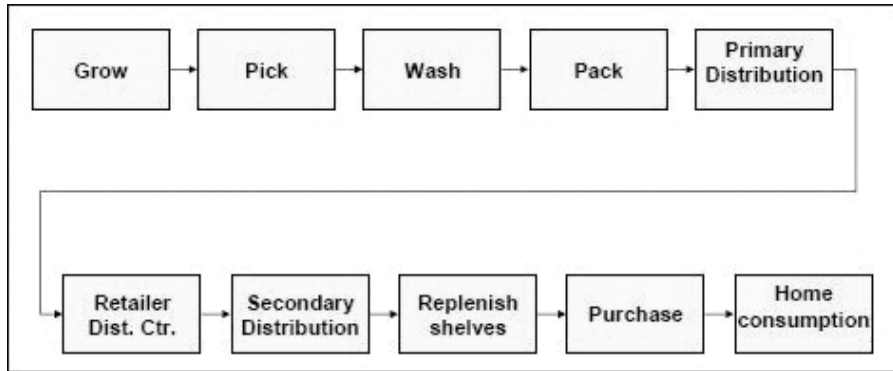 Grow
Pick
Wash
Pack
Primary
Distribution
Retailer
Dist. Ctr.
Secondary
Distribution
Replenish
shelves
Purchase
Home
consumption